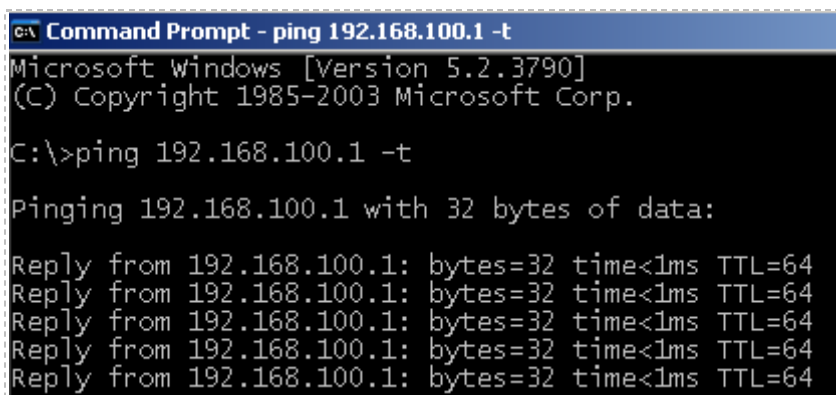 Command Prompt - ping 192.168.100.1 -t
Microsoft Windows [Version 5.2.3790]
(C) Copyright 1985-2003 Microsoft Corp.
C:\>ping 192.168.100.1 -t
Pinging 192.168.100.1 with 32 bytes of data:
Reply from 192.168.100.1: bytes=32 time<1ms TTL=64
Reply from 192.168.100.1: bytes=32 time<1ms TTL=64
Reply from 192.168.100.1: bytes=32 time<1ms TTL=64
Reply from 192.168.100.1: bytes=32 time<1ms TTL=64
Reply from 192.168.100.1: bytes=32 time<1ms TTL=64